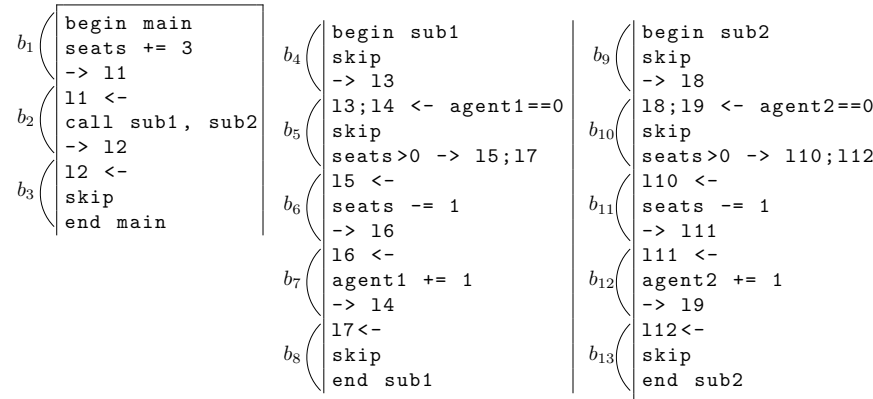 begin main
b₁ seats += 3
-> l1
l1 <-
b₂ call sub1, sub2
-> l2
l2 <-
b₃ skip
end main
begin sub1
b₄ skip
-> l3
l3;l4 <- agent1==0
b₅ skip
seats>0 -> l5;l7
l5 <-
b₆ seats -= 1
-> l6
l6 <-
b₇ agent1 += 1
-> l4
l7<-
b₈ skip
end sub1
begin sub2
b₉ skip
-> l8
l8;l9 <- agent2==0
b₁₀ skip
seats>0 -> l10;l12
l10 <-
b₁₁ seats -= 1
-> l11
l11 <-
b₁₂ agent2 += 1
-> l9
l12<-
b₁₃ skip
end sub2